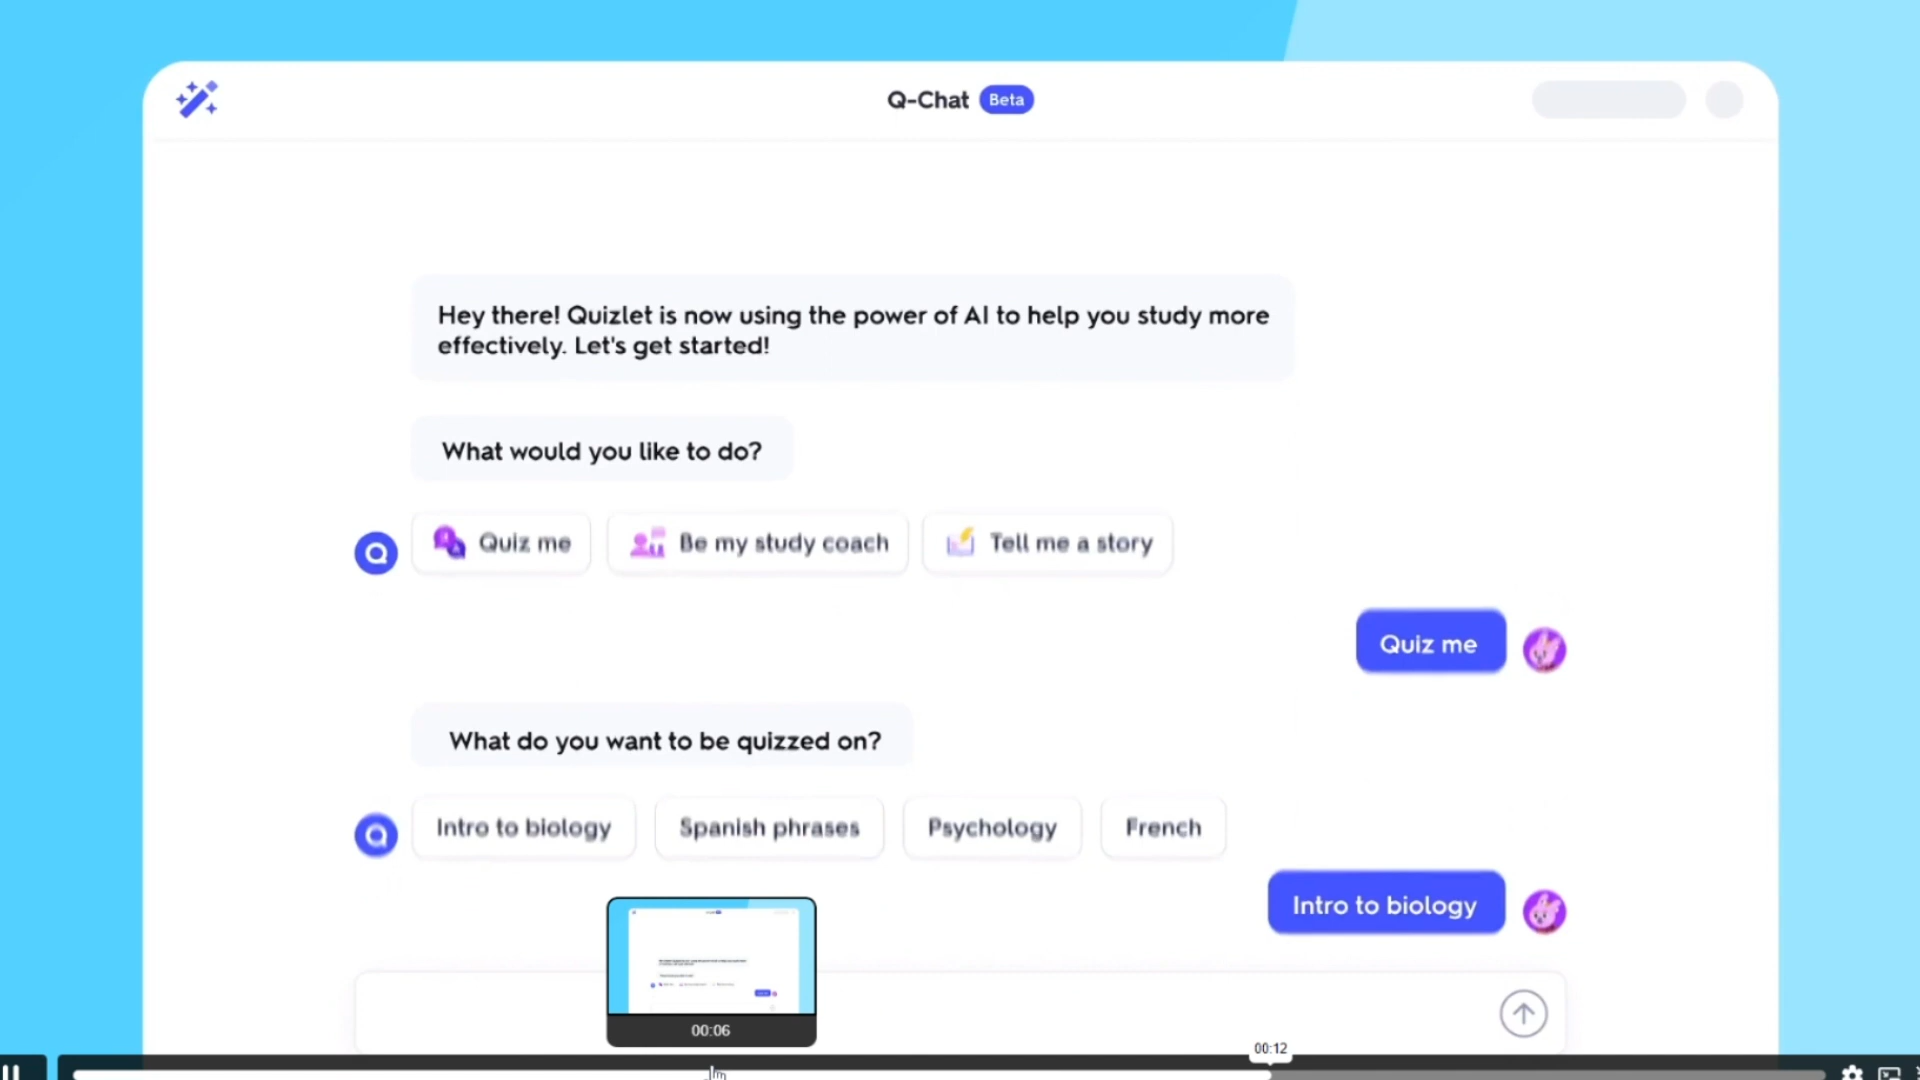 Q-Chat Beta
Hey there! Quizlet is now using the power of AI to help you study more
effectively. Let's get started!
What would you like to do?
Quiz me Be my study coach Tell me a story
Quiz me
What do you want to be quizzed on?
Intro to biology Spanish phrases Psychology French
Intro to biology
00:06
00:12